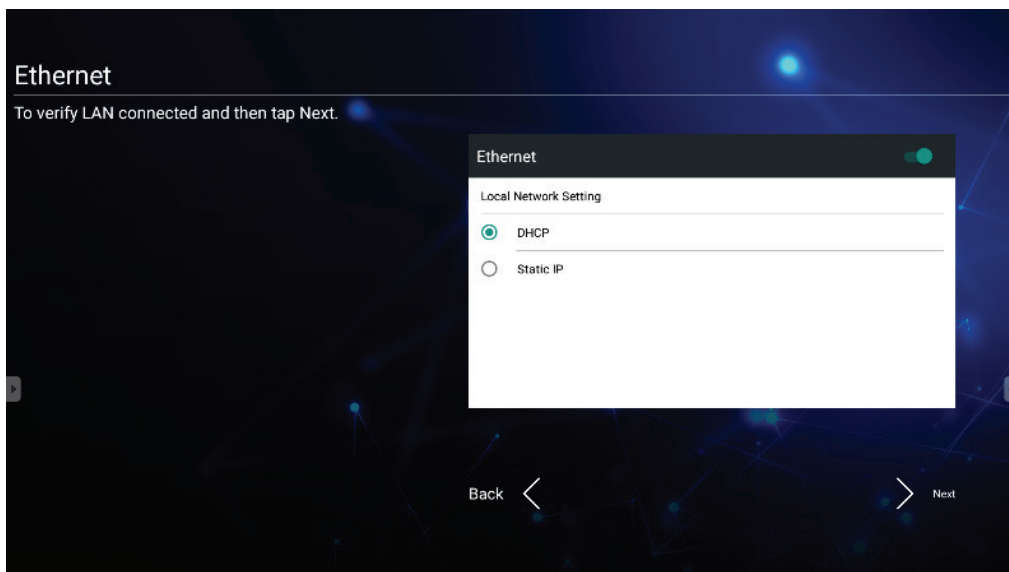 Ethernet
To verify LAN connected and then tap Next.
Ethernet
Local Network Setting
DHCP
Static IP
Back
Next